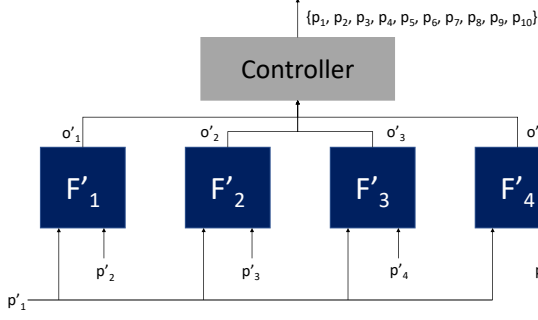 {p₁, p₂, p₃, p₄, p₅, p₆, p₇, p₈, p₉, p₁₀}
Controller
o'₁ o'₂ o'₃ o'
F'₁ F'₂ F'₃ F'₄
p'₂ p'₃ p'₄ p
p'₁